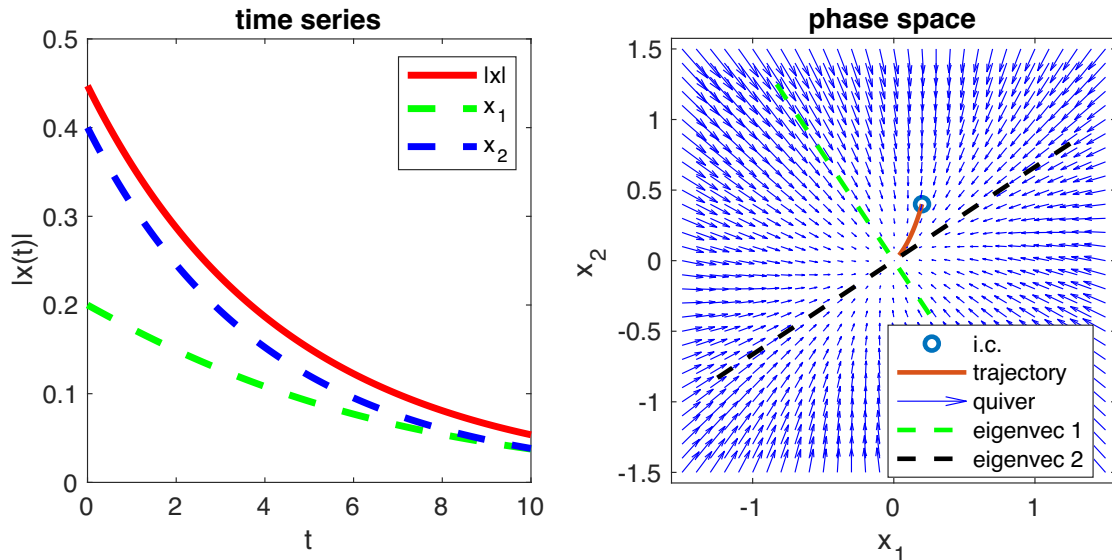 time series
0.5
0.4
0.3
0.2
0.1
0
|x(t)|
|x|
x₁
x₂
0 2 4 6 8 10
t
phase space
1.5
1
0.5
0
-0.5
-1
-1.5
x₂
i.c.
trajectory
quiver
eigenvec 1
eigenvec 2
-1 0 1
x₁